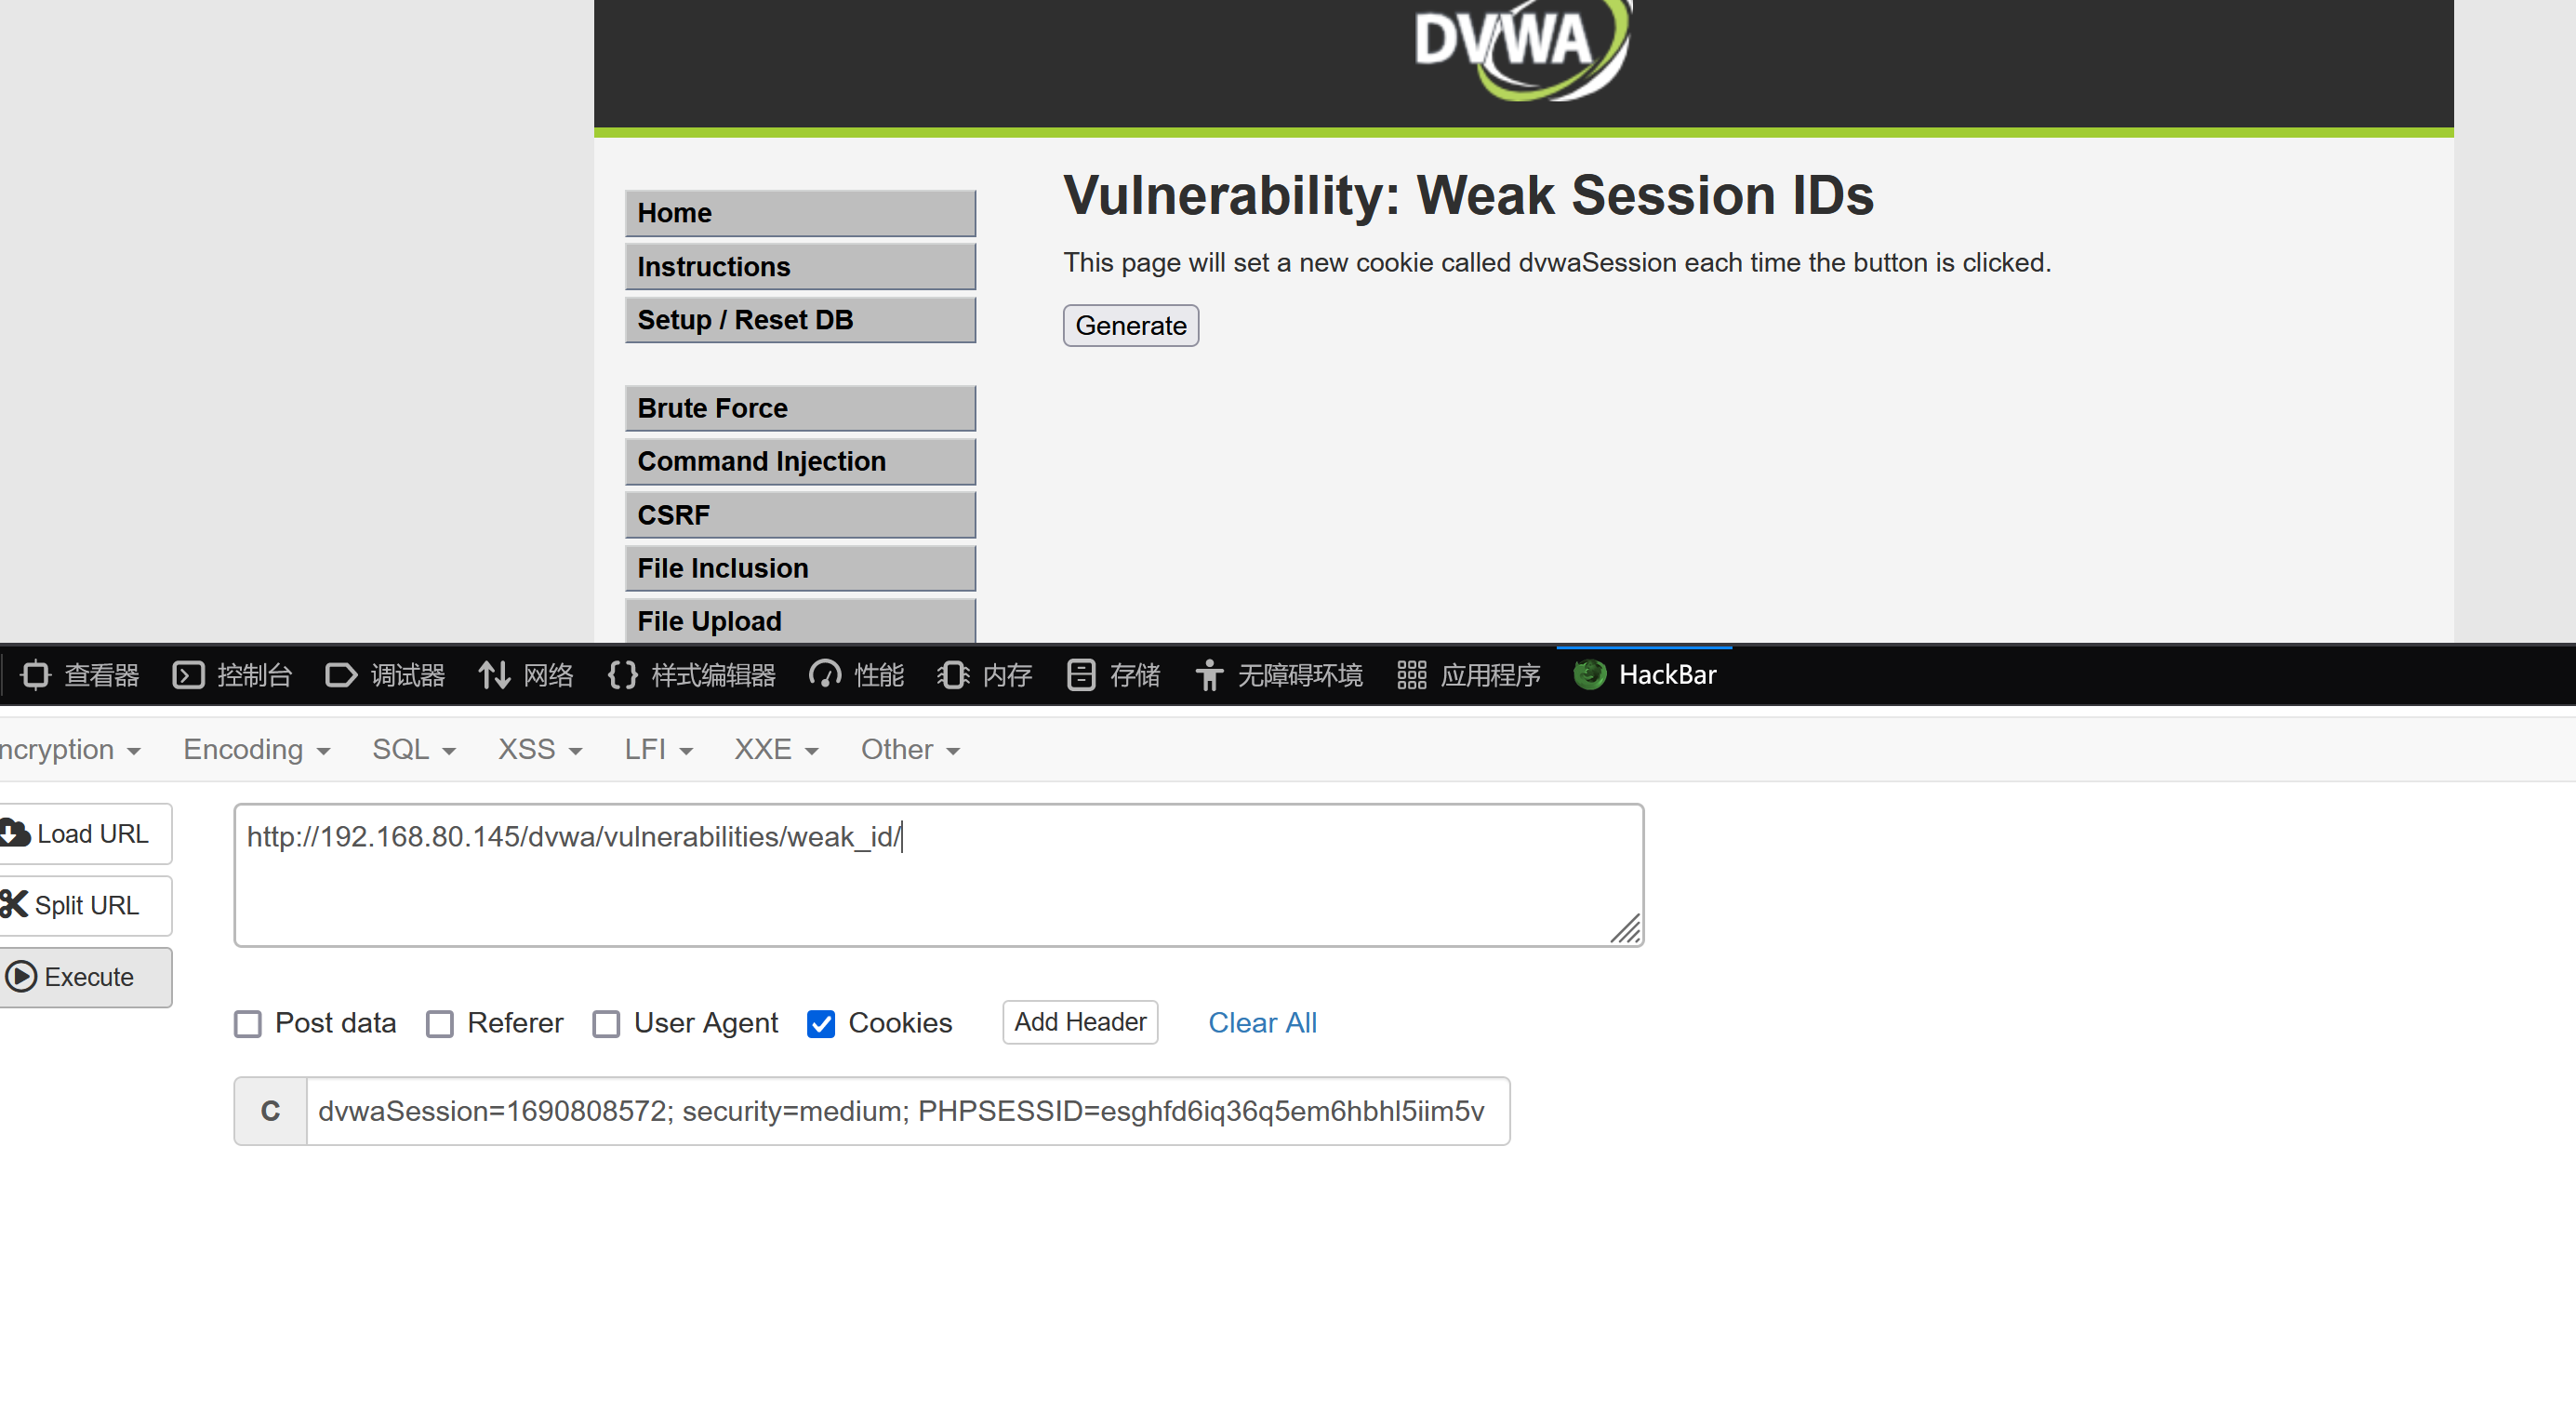 DVWA
Vulnerability: Weak Session IDs
This page will set a new cookie called dvwaSession each time the button is clicked.
Generate
Home
Instructions
Setup / Reset DB
Brute Force
Command Injection
CSRF
File Inclusion
File Upload
查看器 控制台 调试器 网络 {} 样式编辑器 性能 内存 存储 无障碍环境 应用程序 HackBar
ncryption Encoding SQL XSS LFI XXE Other
Load URL
Split URL
Execute
http://192.168.80.145/dvwa/vulnerabilities/weak_id/
Post data Referer User Agent Cookies Add Header Clear All
C dvwaSession=1690808572; security=medium; PHPSESSID=esghfd6iq36q5em6hbhl5iim5v